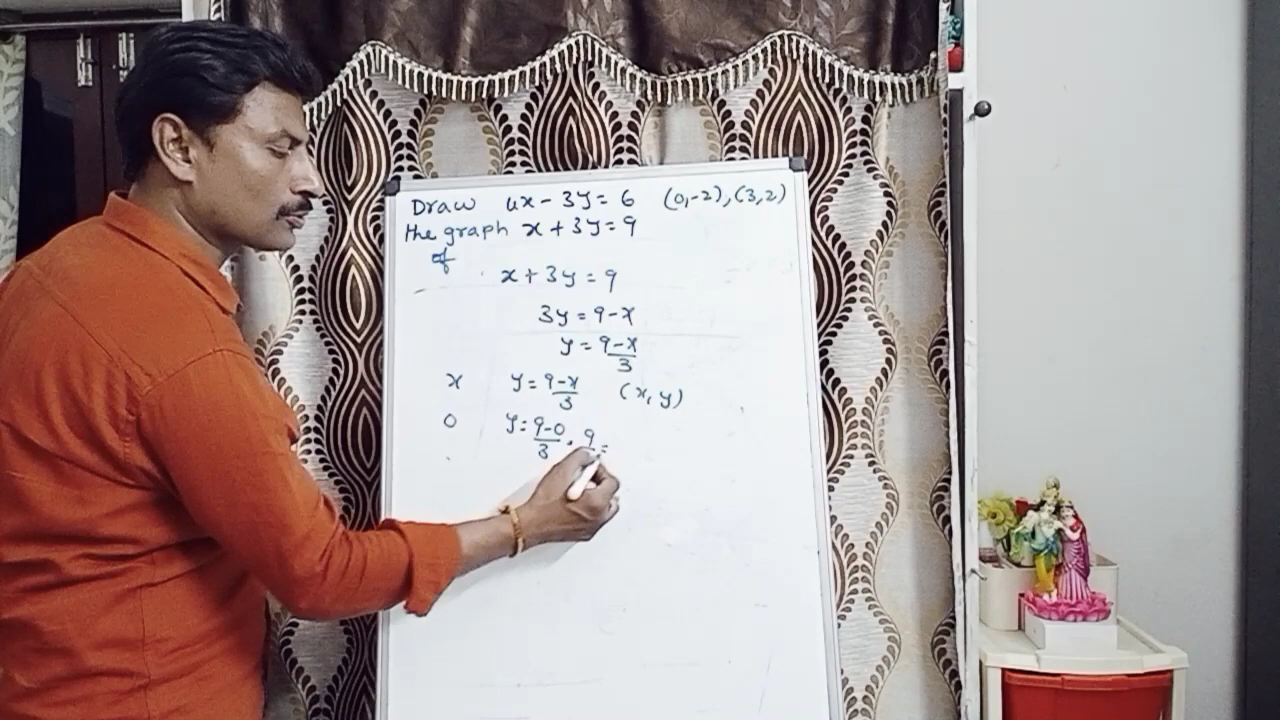 Draw 4x - 3y = 6 (0,-2), (3,2)
the graph x + 3y = 9
of
x + 3y = 9
3y = 9-x
y = 9-x/3
x y = 9-x/3 (x, y)
0 y = 9-0/3 = 9 =